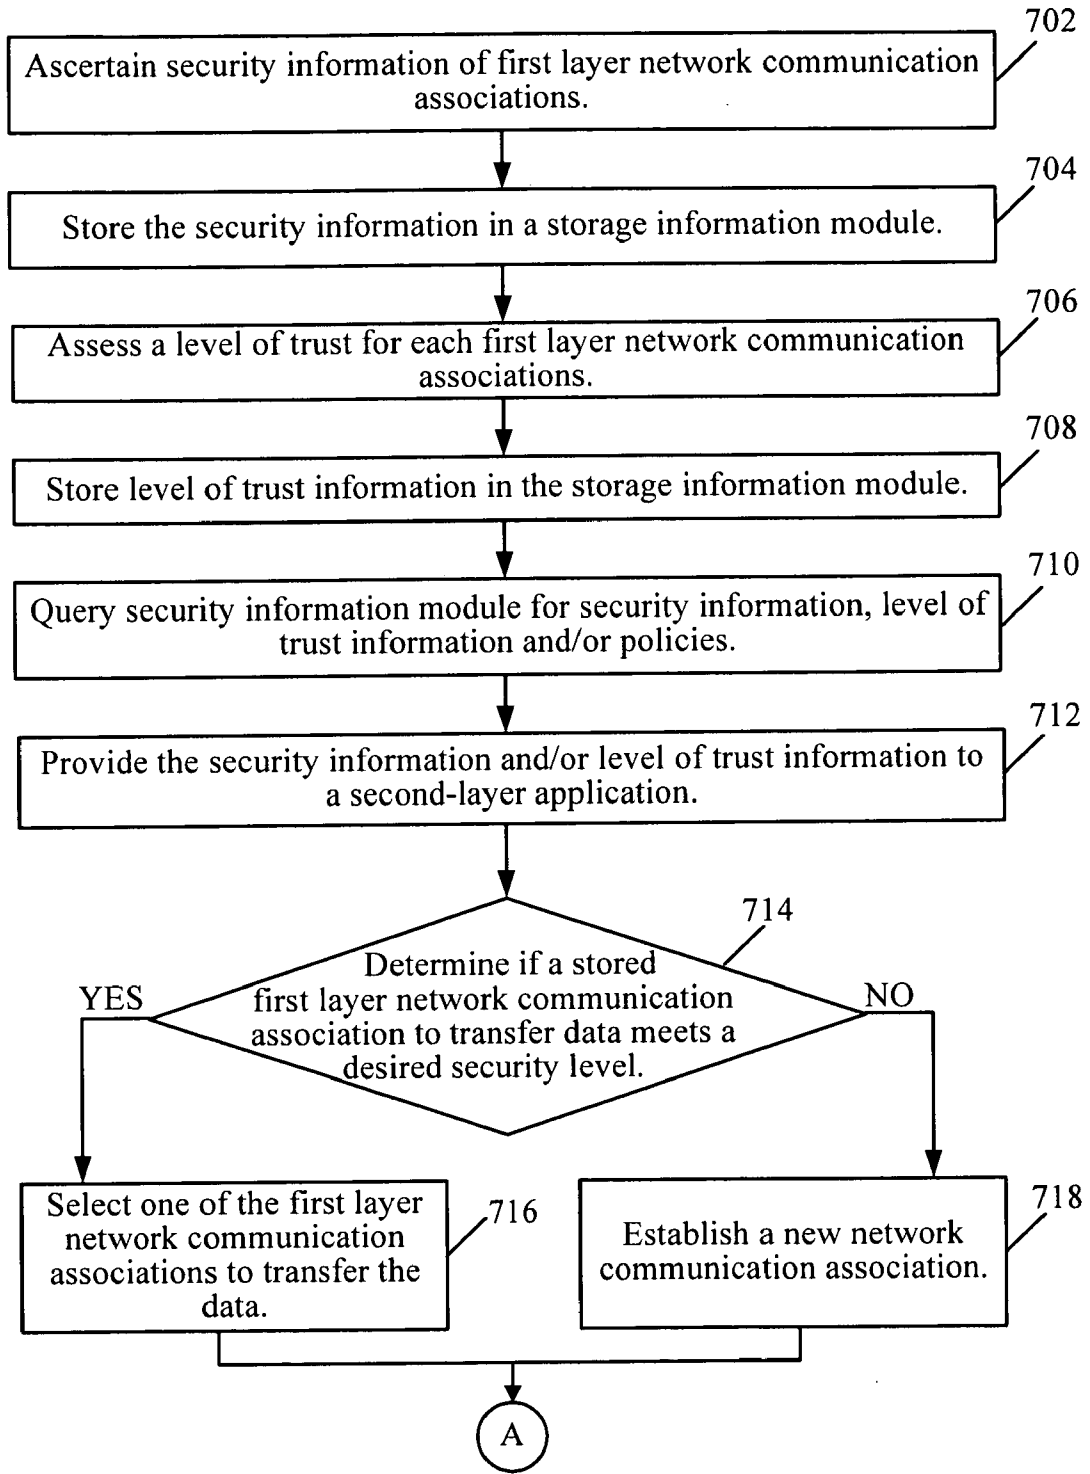 702
Ascertain security information of first layer network communication
associations.
704
Store the security information in a storage information module.
706
Assess a level of trust for each first layer network communication
associations.
708
Store level of trust information in the storage information module.
710
Query security information module for security information, level of
trust information and/or policies.
712
Provide the security information and/or level of trust information to
a second-layer application.
714
Determine if a stored
first layer network communication
association to transfer data meets a
desired security level.
YES
NO
Select one of the first layer
network communication
associations to transfer the
data.
716
Establish a new network
communication association.
718
A